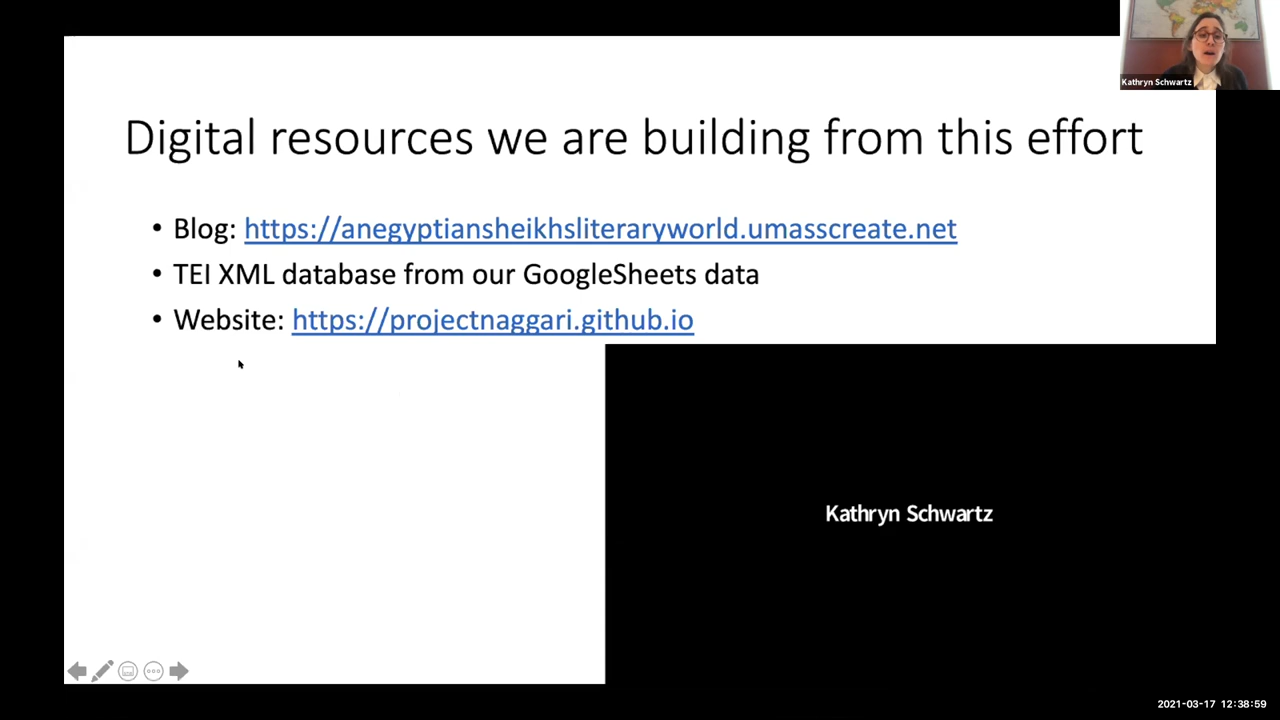 Kathryn Schwartz
Digital resources we are building from this effort
• Blog: https://anegyptiansheikhsliteraryworld.umasscreate.net
• TEI XML database from our GoogleSheets data
• Website: https://projectnaggari.github.io
Kathryn Schwartz
2021-03-17 12:38:59